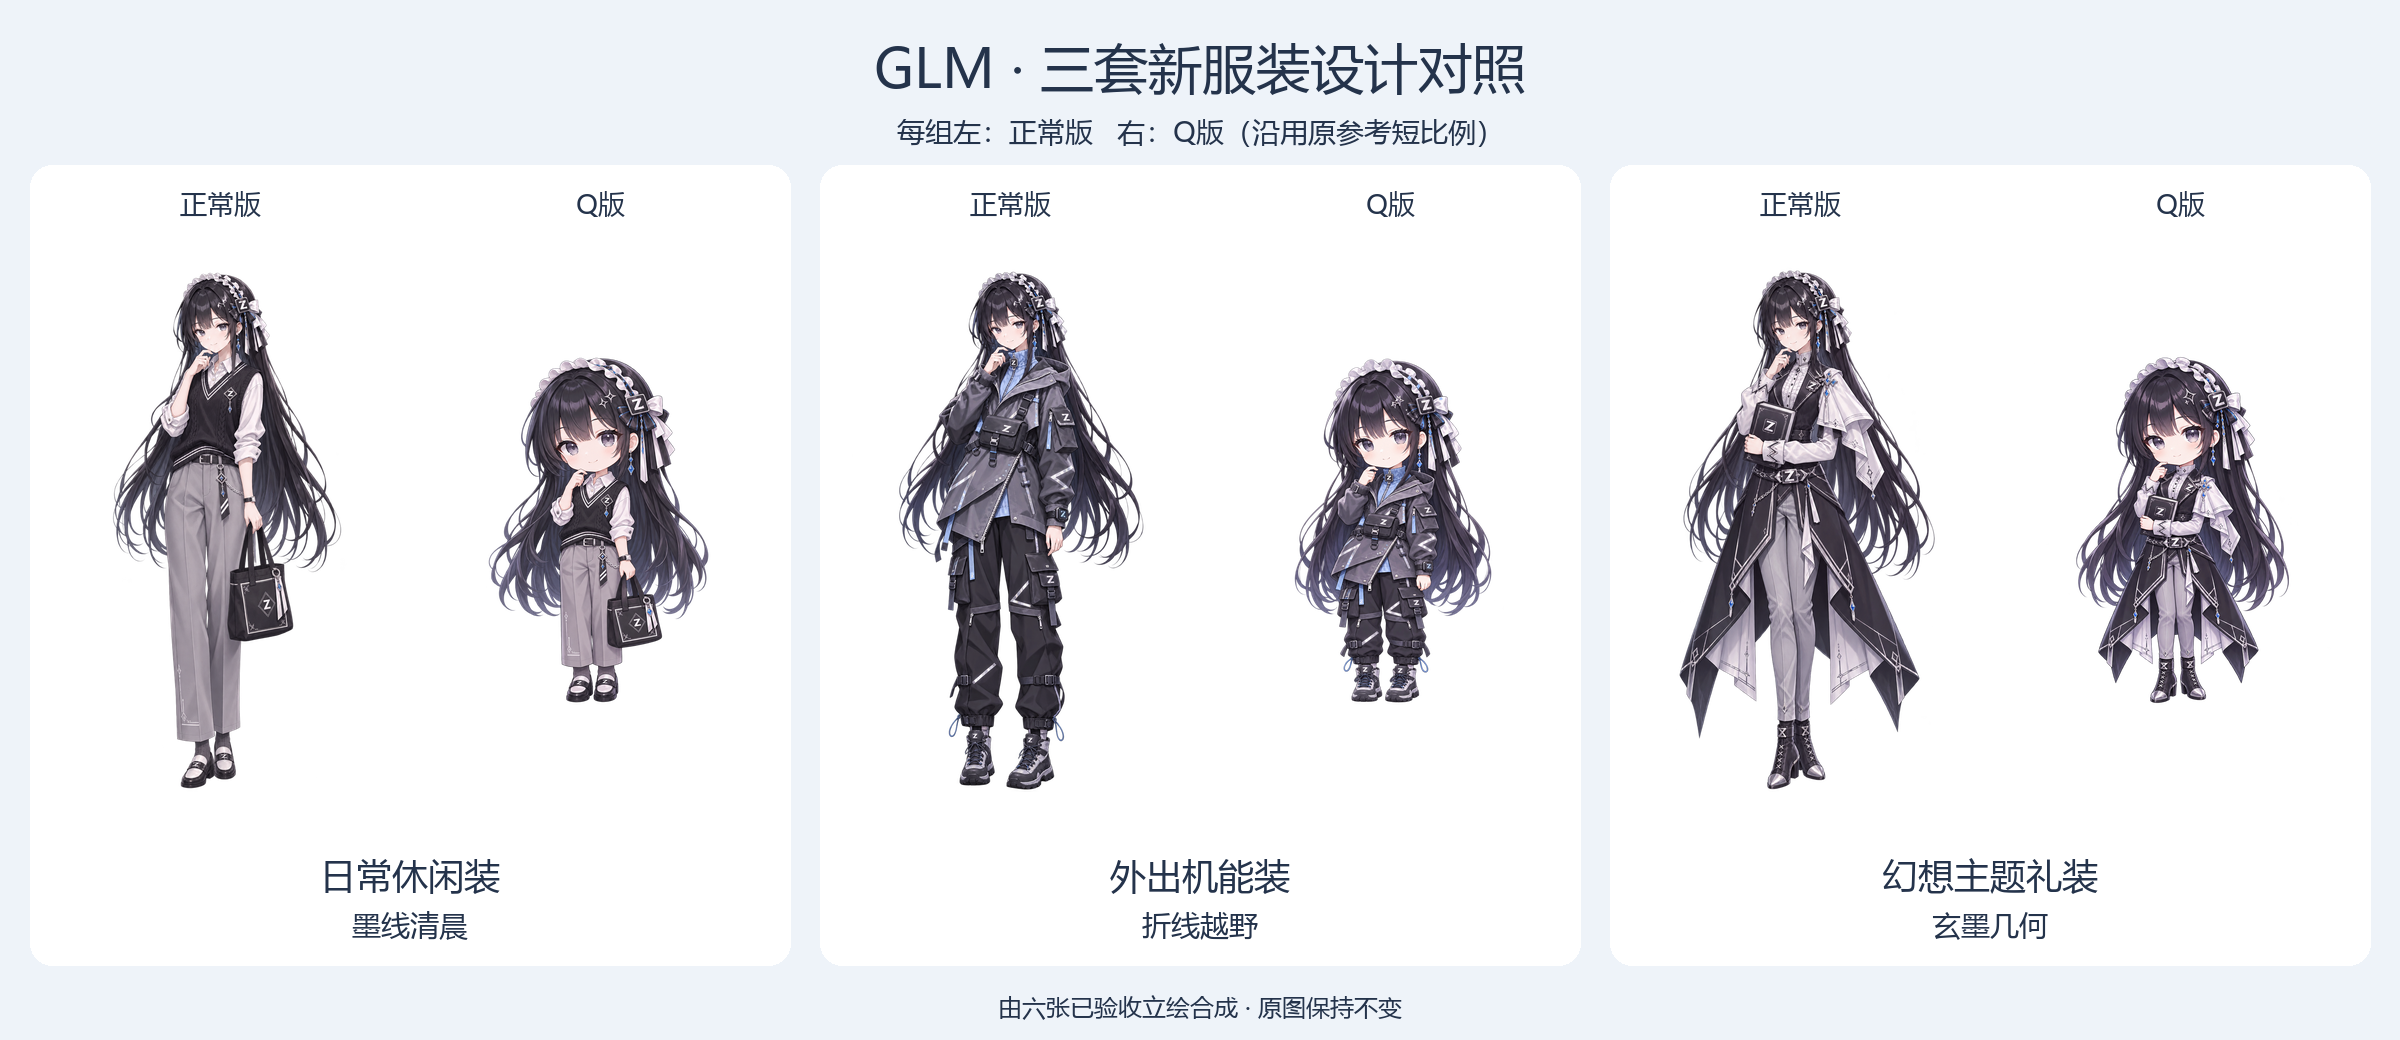 GLM · 三套新服装设计对照
每组左：正常版 右：Q版（沿用原参考短比例）
正常版 Q版
日常休闲装
墨线清晨
正常版 Q版
外出机能装
折线越野
正常版 Q版
幻想主题礼装
玄墨几何
由六张已验收立绘合成 · 原图保持不变